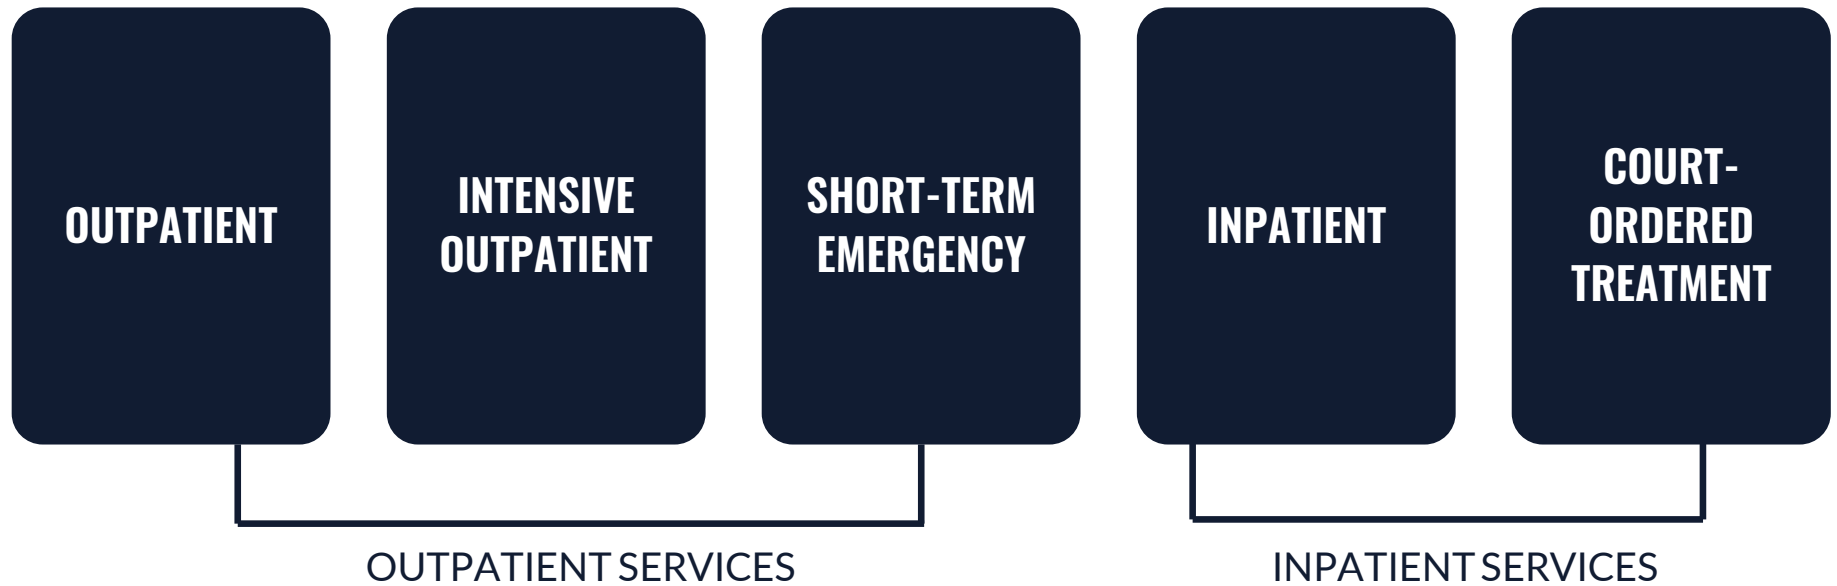 OUTPATIENT
INTENSIVE
OUTPATIENT
SHORT-TERM
EMERGENCY
INPATIENT
COURT-
ORDERED
TREATMENT
OUTPATIENT SERVICES
INPATIENT SERVICES